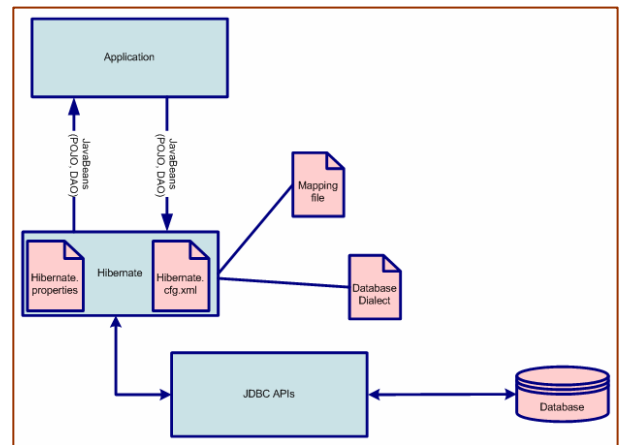 Application
JavaBeans
(POJO, DAO)
JavaBeans
(POJO, DAO)
Mapping
file
Hibernate.
properties
Hibernate
Hibernate.
cfg.xml
Database
Dialect
JDBC APIs
Database